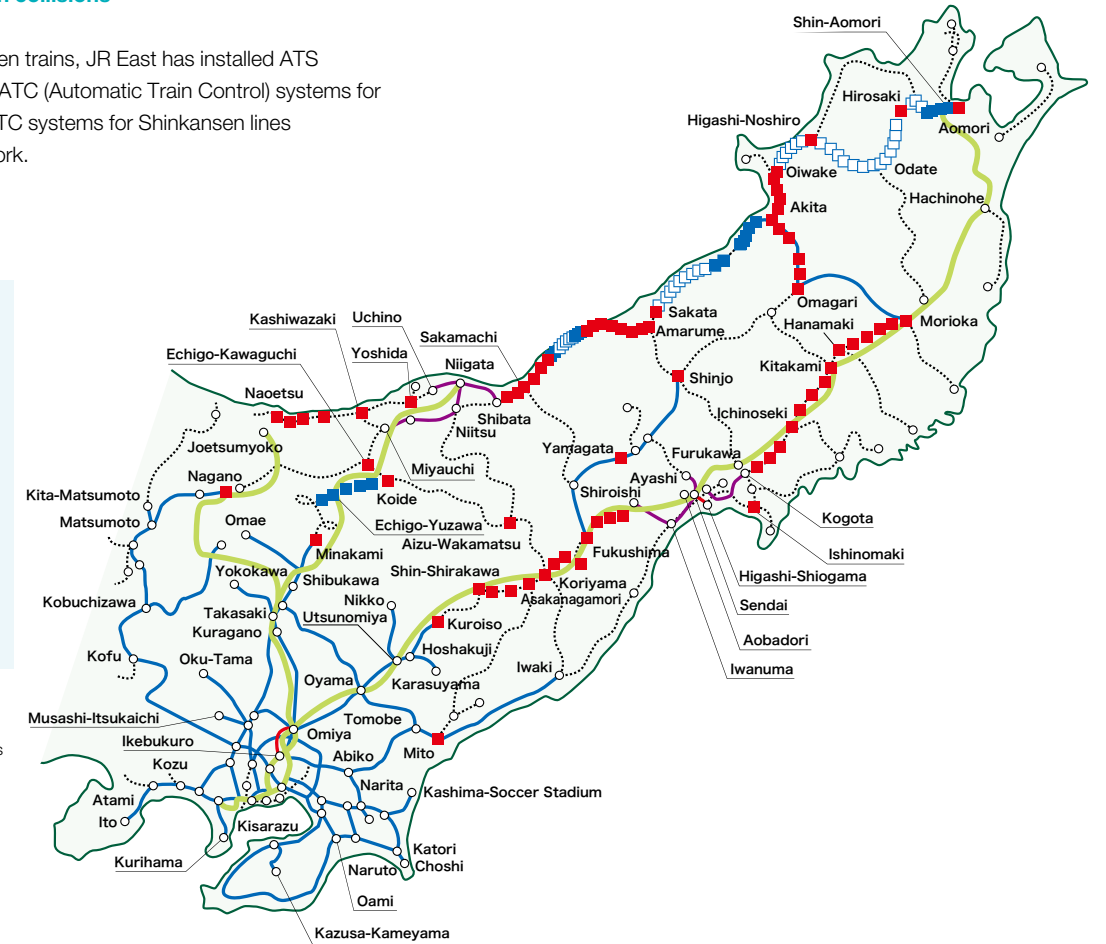 en trains, JR East has installed ATS
ATC (Automatic Train Control) systems for
TC systems for Shinkansen lines
Shin-Aomori
Hirosaki
Aomori
Higashi-Noshiro
Oiwake
Odate
Hachinohe
Akita
Omagari
Morioka
Sakata
Amarume
Hanamaki
Kashiwazaki
Uchino
Sakamachi
Echigo-Kawaguchi
Yoshida
Niigata
Kitakami
Shinjo
Naoetsu
Shibata
Ichinoseki
Niitsu
Joetsumyoko
Yamagata
Furukawa
Miyauchi
Nagano
Ayashi
Koide
Shiroishi
Kita-Matsumoto
Kogota
Matsumoto
Omae
Echigo-Yuzawa
Aizu-Wakamatsu
Minakami
Fukushima
Ishinomaki
Yokokawa
Shin-Shirakawa
Koriyama
Higashi-Shiogama
Shibukawa
Asakanagamori
Kobuchizawa
Nikko
Sendai
Takasaki
Utsunomiya
Kuragano
Kuroiso
Aobadori
Kofu
Oku-Tama
Hoshakuji
Iwaki
Iwanuma
Oyama
Karasuyama
Musashi-Itsukaichi
Tomobe
Omiya
Ikebukuro
Abiko
Mito
Kozu
Narita
Kashima-Soccer Stadium
Atami
Ito
Kisarazu
Katori
Kurihama
Naruto
Choshi
Oami
Kazusa-Kameyama